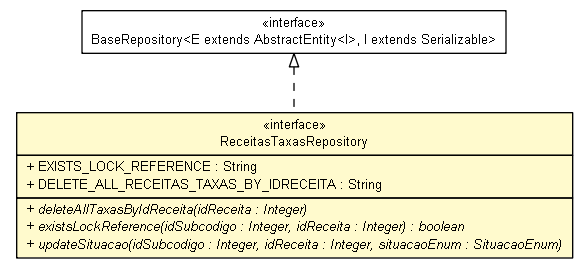 «interface»
BaseRepository<E extends AbstractEntity<I>, I extends Serializable>
«interface»
ReceitasTaxasRepository
+ EXISTS_LOCK_REFERENCE : String
+ DELETE_ALL_RECEITAS_TAXAS_BY_IDRECEITA : String
+ deleteAllTaxasByIdReceita(idReceita : Integer)
+ existsLockReference(idSubcodigo : Integer, idReceita : Integer) : boolean
+ updateSituacao(idSubcodigo : Integer, idReceita : Integer, situacaoEnum : SituacaoEnum)